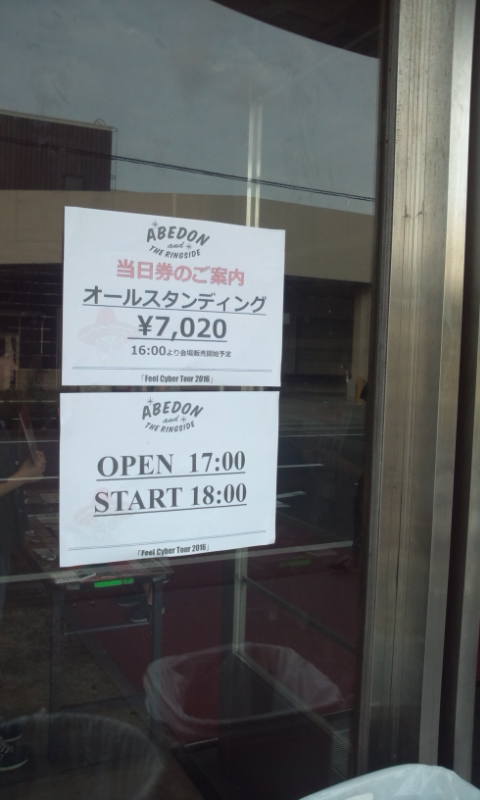 ABEDON
and
THE RINGSIDE
当日券のご案内
オールスタンディング
¥7,020
16:00より会場販売開始予定
「Feel Cyber Tour 2016」
ABEDON
and
THE RINGSIDE
OPEN 17:00
START 18:00
「Feel Cyber Tour 2016」